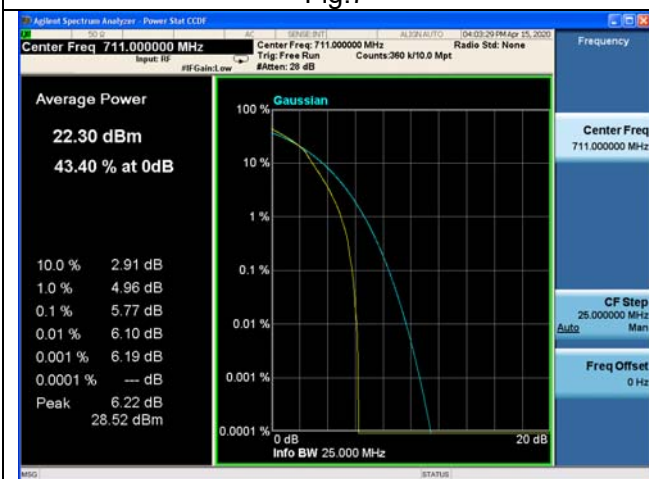 Fig.7
Agilent Spectrum Analyzer - Power Stat CCDF
50 Ω AC SENSE:INT ALIGN AUTO 04:03:29 PM Apr 15, 2020
Center Freq 711.000000 MHz
Input: RF
#IFGain:Low
Center Freq: 711.000000 MHz
Radio Std: None
Trig: Free Run
Counts:360 k/10.0 Mpt
#Atten: 28 dB
Frequency
Average Power
22.30 dBm
43.40 % at 0dB
10.0 % 2.91 dB
1.0 % 4.96 dB
0.1 % 5.77 dB
0.01 % 6.10 dB
0.001 % 6.19 dB
0.0001 % --- dB
Peak 6.22 dB
28.52 dBm
Gaussian
100 %
10 %
1 %
0.1 %
0.01 %
0.001 %
0.0001 %
0 dB
20 dB
Info BW 25.000 MHz
Center Freq
711.000000 MHz
CF Step
25.000000 MHz
Auto Man
Freq Offset
0 Hz
MSG
STATUS